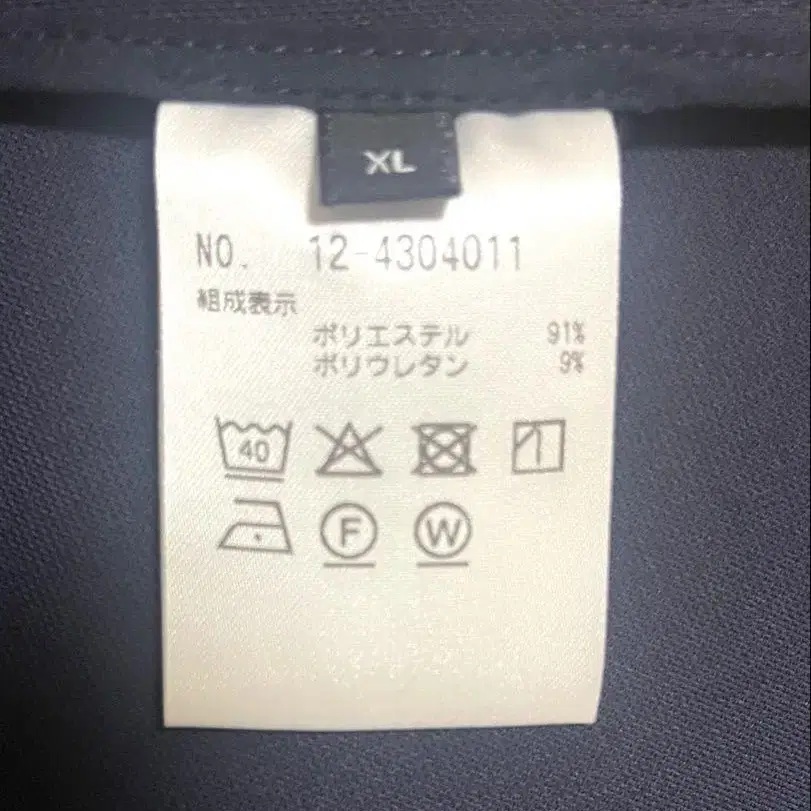 XL
NO. 12-4304011
組成表示
ポリエステル 91%
ポリウレタン 9%
40
F W